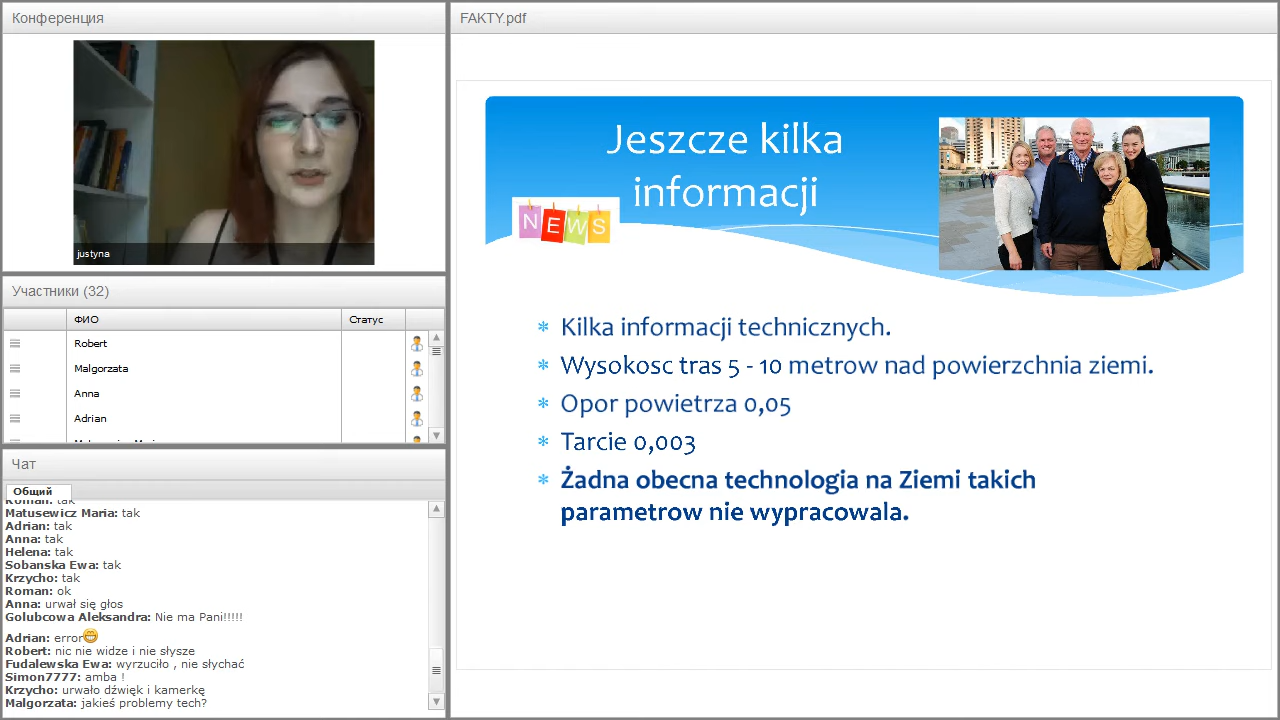 Конференция
justyna
Участники (32)
ФИО
Статус
Robert
Malgorzata
Anna
Adrian
Чат
Общий
Roman: tak
Matusewicz Maria: tak
Adrian: tak
Anna: tak
Helena: tak
Sobanska Ewa: tak
Krzycho: tak
Roman: ok
Anna: urwał się głos
Golubcowa Aleksandra: Nie ma Pani!!!!!
Adrian: error
Robert: nic nie widze i nie słysze
Fudalewska Ewa: wyrzuciło , nie słychać
Simon7777: amba !
Krzycho: urwało dźwięk i kamerkę
Malgorzata: jakieś problemy tech?
FAKTY.pdf
Jeszcze kilka
informacji
NEWS
Kilka informacji technicznych.
Wysokosc tras 5 - 10 metrow nad powierzchnia ziemi.
Opor powietrza 0,05
Tarcie 0,003
Żadna obecna technologia na Ziemi takich
parametrow nie wypracowala.